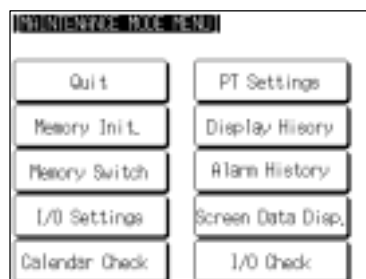 [MAINTENANCE MODE MENU]
Quit
PT Settings
Memory Init.
Display Hisory
Memory Switch
Alarm History
I/O Settings
Screen Data Disp.
Calendar Check
I/O Check